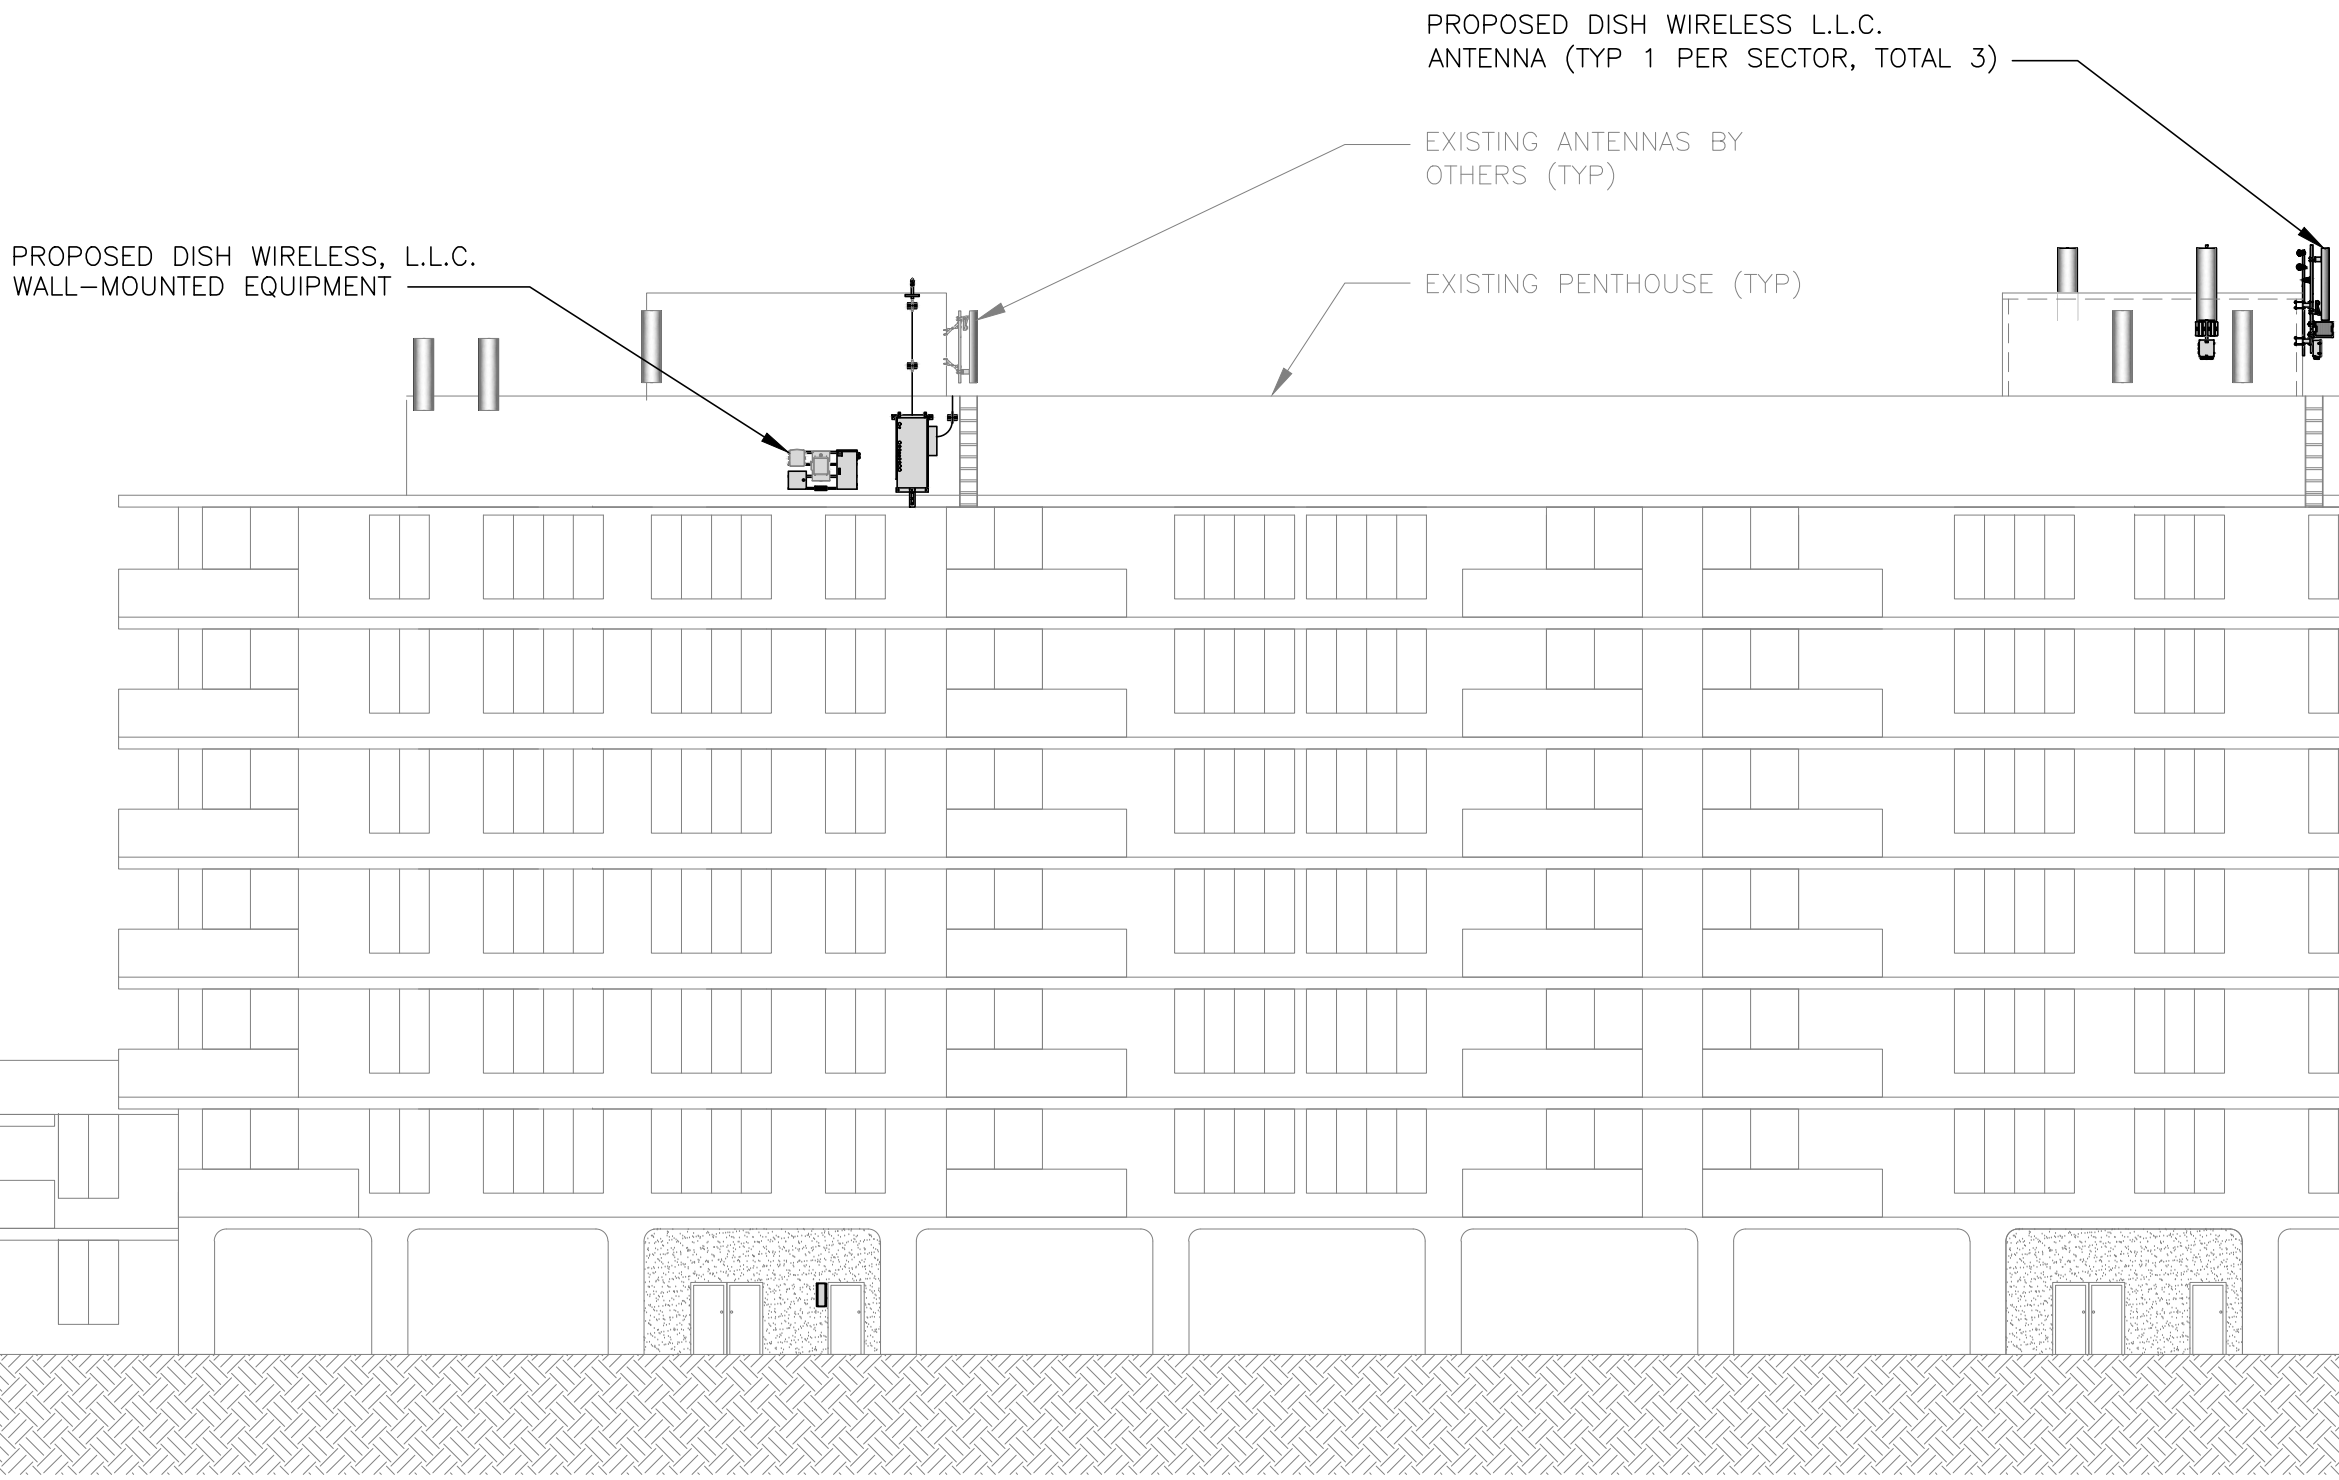 PROPOSED DISH WIRELESS L.L.C.
ANTENNA (TYP 1 PER SECTOR, TOTAL 3)
EXISTING ANTENNAS BY
OTHERS (TYP)
PROPOSED DISH WIRELESS, L.L.C.
WALL-MOUNTED EQUIPMENT
EXISTING PENTHOUSE (TYP)